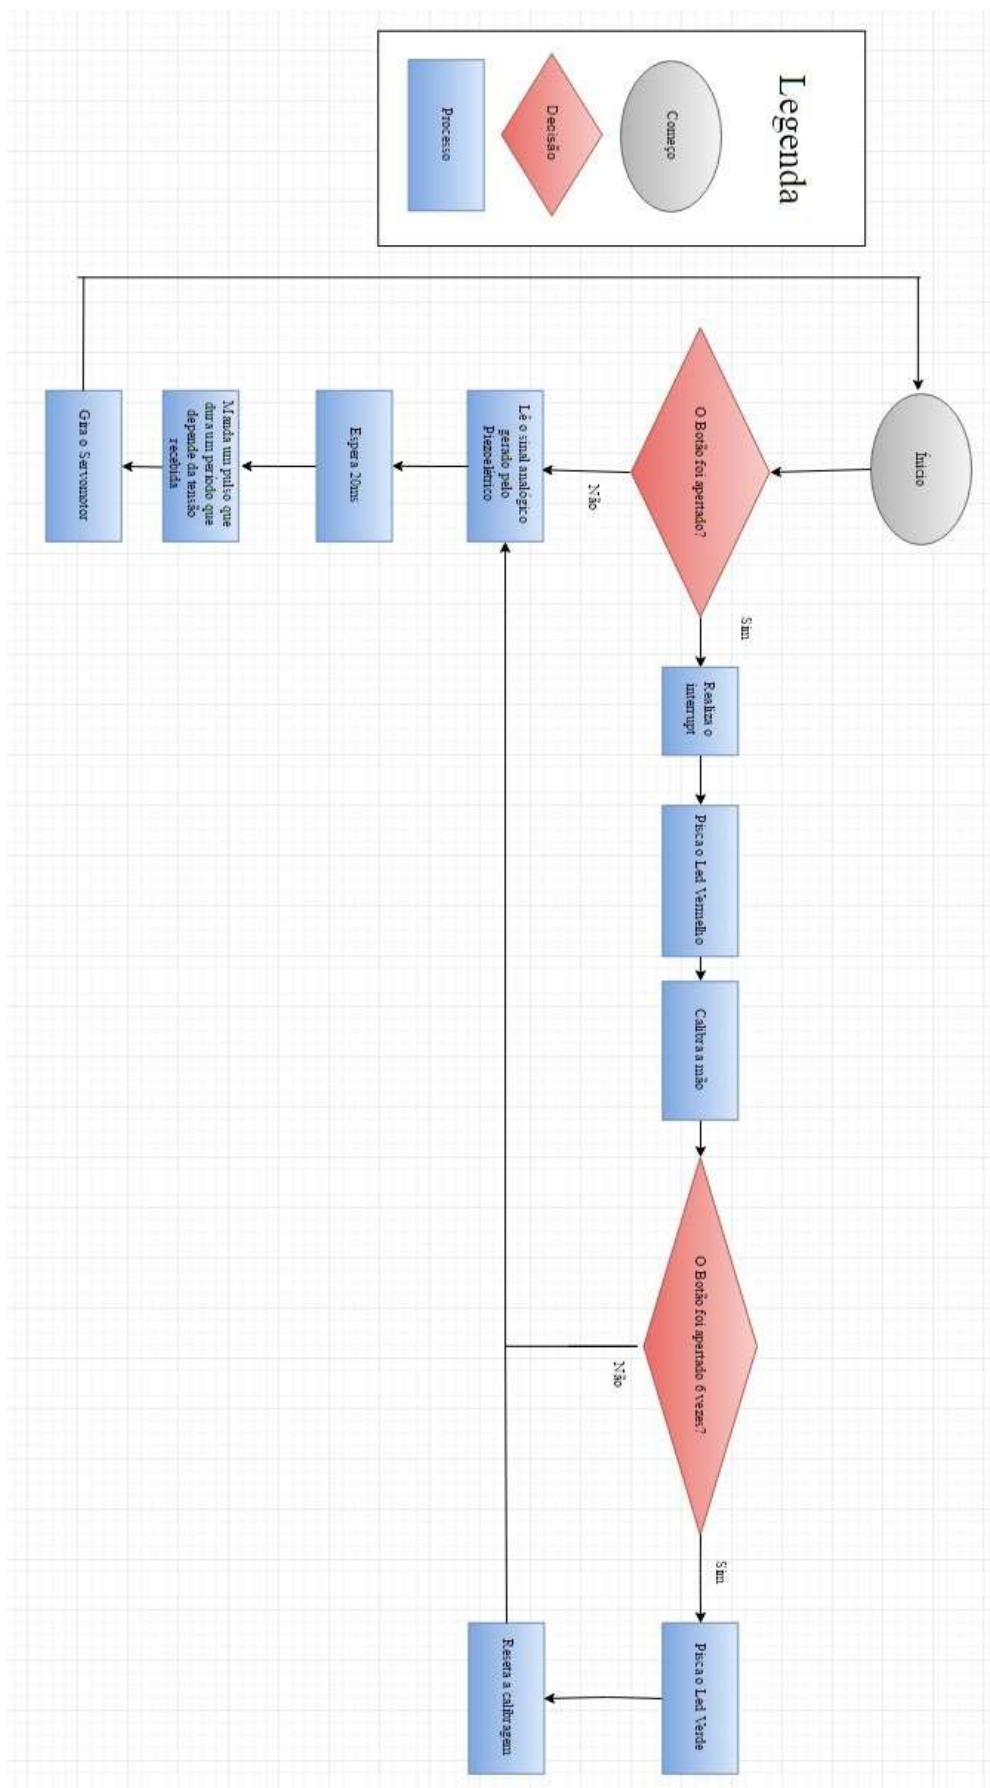 Legenda
Começo
Decisão
Processo
Ínicio
O Botão foi apertado?
Sim
Não
Realiza o
interrupt
Pisca o Led Vermelho
Calibra a mão
O Botão foi apertado 6 vezes?
Sim
Não
Pisca o Led Verde
Reseta a calibragem
Lê o sinal analógico
gerado pelo
Piezoelétrico
Espera 20ms
Manda um pulso que
dura um período que
depende da tensão
recebida
Gira o Servomotor